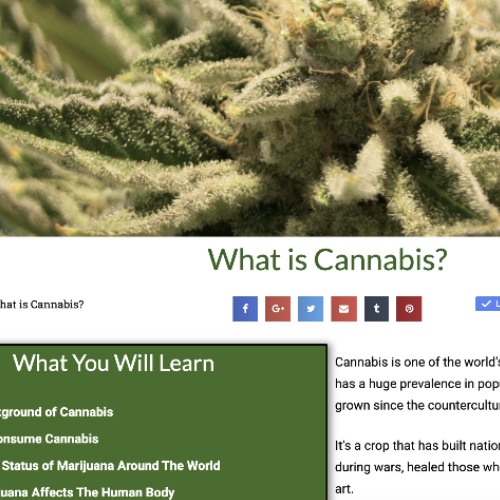 What is Cannabis?
hat is Cannabis?
f G+ t p
What You Will Learn
ground of Cannabis
onsume Cannabis
Status of Marijuana Around The World
uana Affects The Human Body
Cannabis is one of the world's
has a huge prevalence in pop
grown since the countercultu
It's a crop that has built natio
during wars, healed those wh
art.